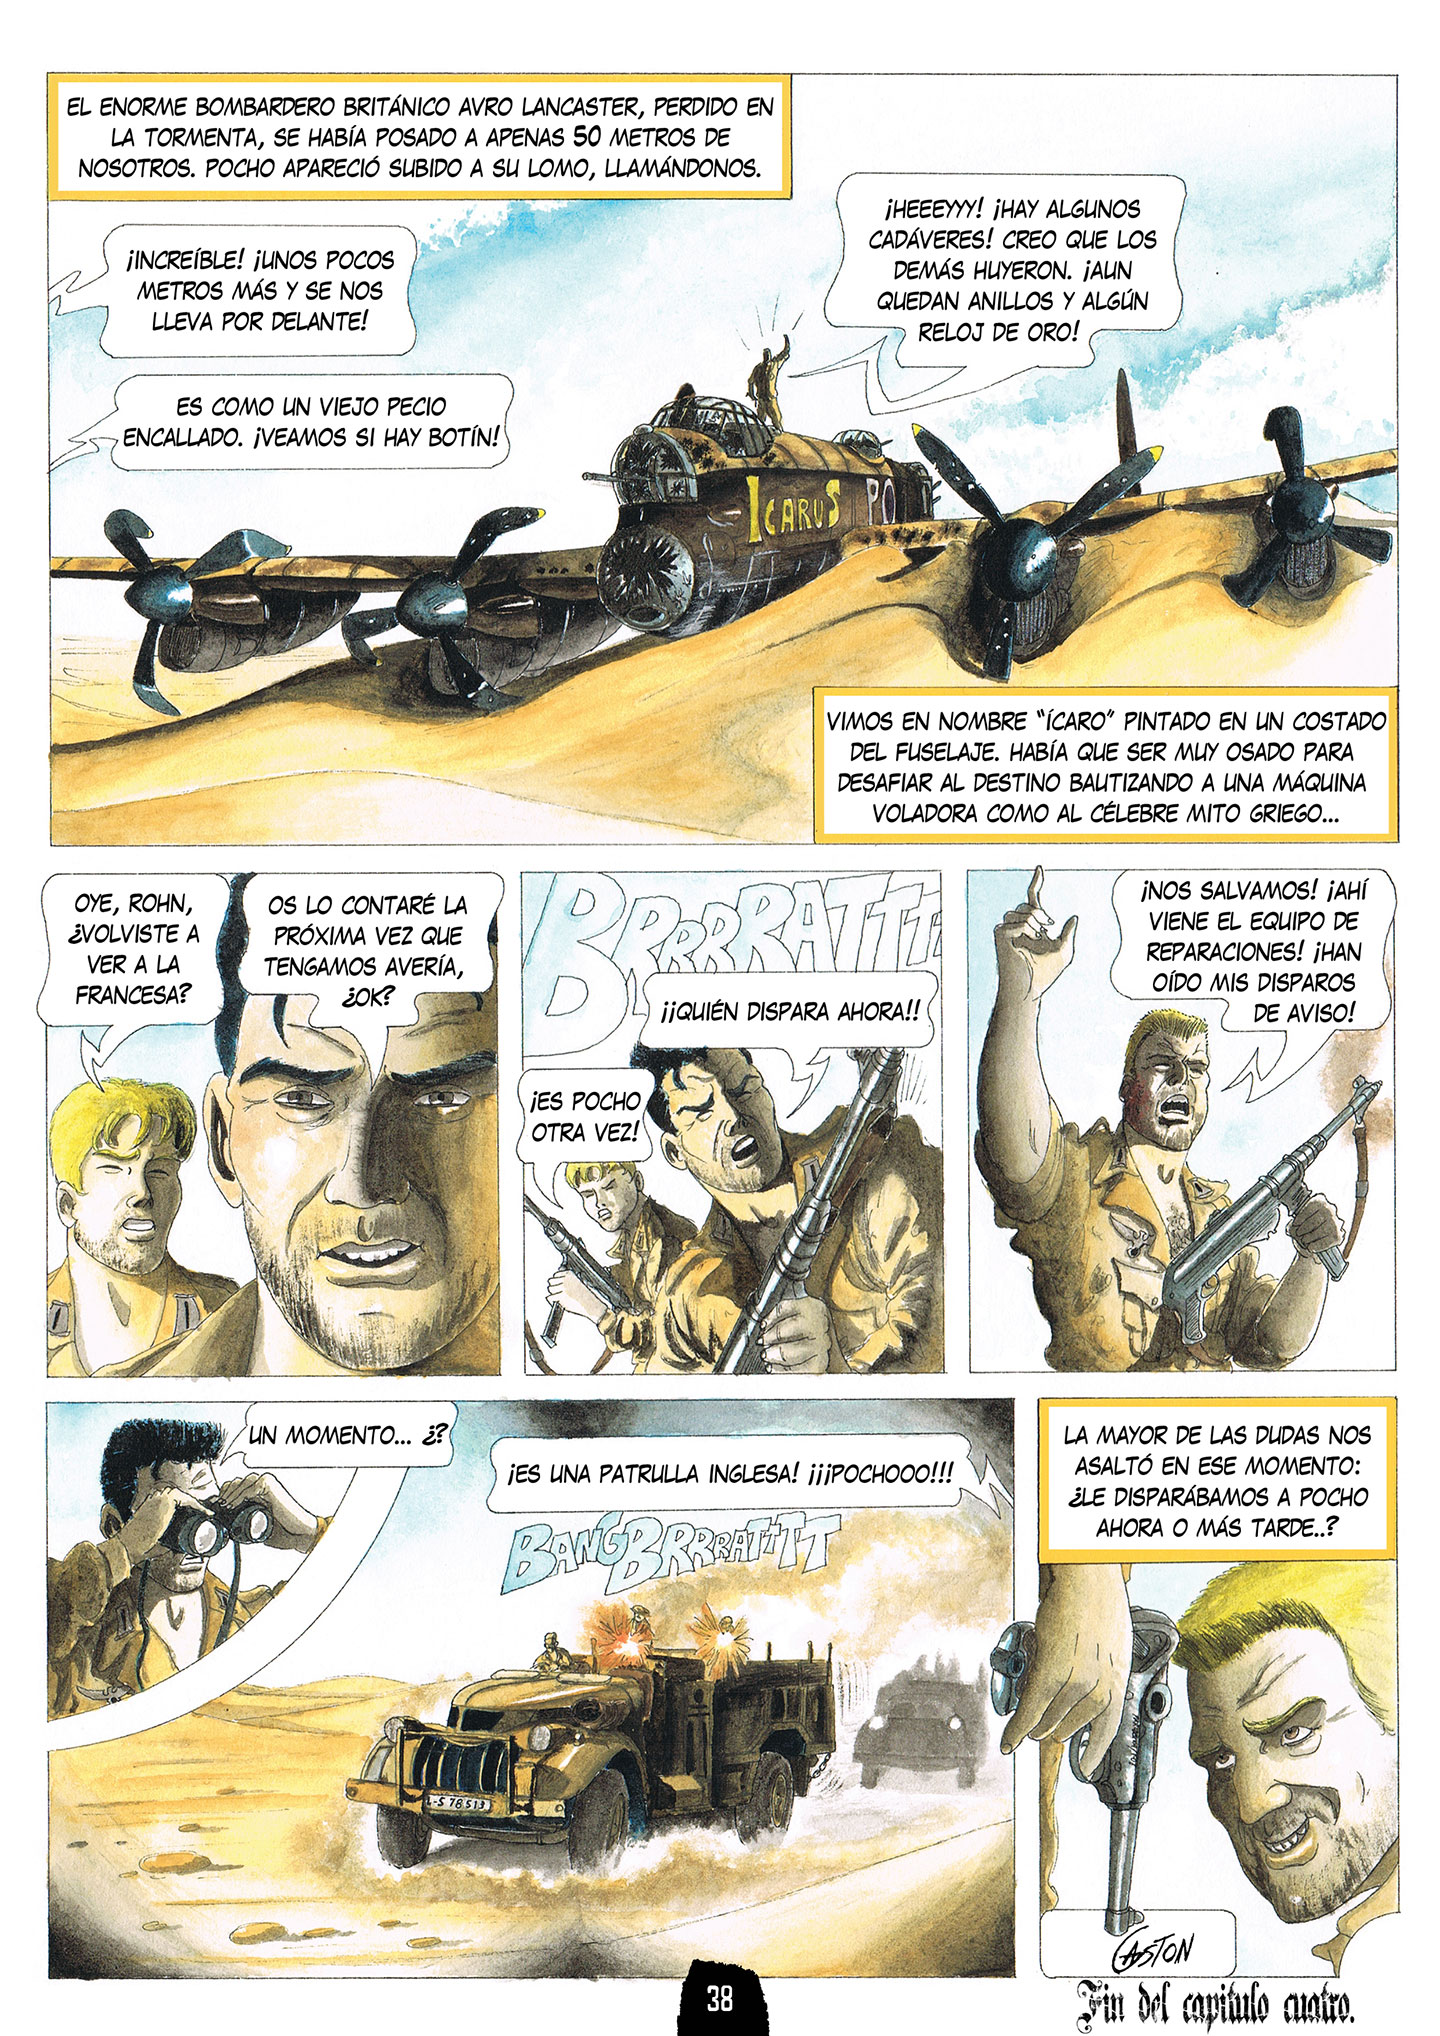 EL ENORME BOMBARDERO BRITÁNICO AVRO LANCASTER, PERDIDO EN
LA TORMENTA, SE HABÍA POSADO A APENAS 50 METROS DE
NOSOTROS. POCHO APARECIÓ SUBIDO A SU LOMO, LLAMÁNDONOS.
¡INCREÍBLE! ¡UNOS POCOS
METROS MÁS Y SE NOS
LLEVA POR DELANTE!
¡HEEEYYY! ¡HAY ALGUNOS
CADÁVERES! CREO QUE LOS
DEMÁS HUYERON. ¡AUN
QUEDAN ANILLOS Y ALGÚN
RELOJ DE ORO!
ES COMO UN VIEJO PECIO
ENCALLADO. ¡VEAMOS SI HAY BOTÍN!
ICARUS PO
VIMOS EN NOMBRE "ÍCARO" PINTADO EN UN COSTADO
DEL FUSELAJE. HABÍA QUE SER MUY OSADO PARA
DESAFIAR AL DESTINO BAUTIZANDO A UNA MÁQUINA
VOLADORA COMO AL CÉLEBRE MITO GRIEGO...
OYE, ROHN,
¿VOLVISTE A
VER A LA
FRANCESA?
OS LO CONTARÉ LA
PRÓXIMA VEZ QUE
TENGAMOS AVERÍA,
¿OK?
BRRRRRATTTTT
¡¡QUIÉN DISPARA AHORA!!
¡ES POCHO
OTRA VEZ!
¡NOS SALVAMOS! ¡AHÍ
VIENE EL EQUIPO DE
REPARACIONES! ¡HAN
OÍDO MIS DISPAROS
DE AVISO!
UN MOMENTO... ¿?
¡ES UNA PATRULLA INGLESA! ¡¡¡POCHOOO!!!
BANGBRRRRATTTTT
L-S 78513
LA MAYOR DE LAS DUDAS NOS
ASALTÓ EN ESE MOMENTO:
¿LE DISPARÁBAMOS A POCHO
AHORA O MÁS TARDE..?
GASTON
38
Fin del capitulo cuatro.